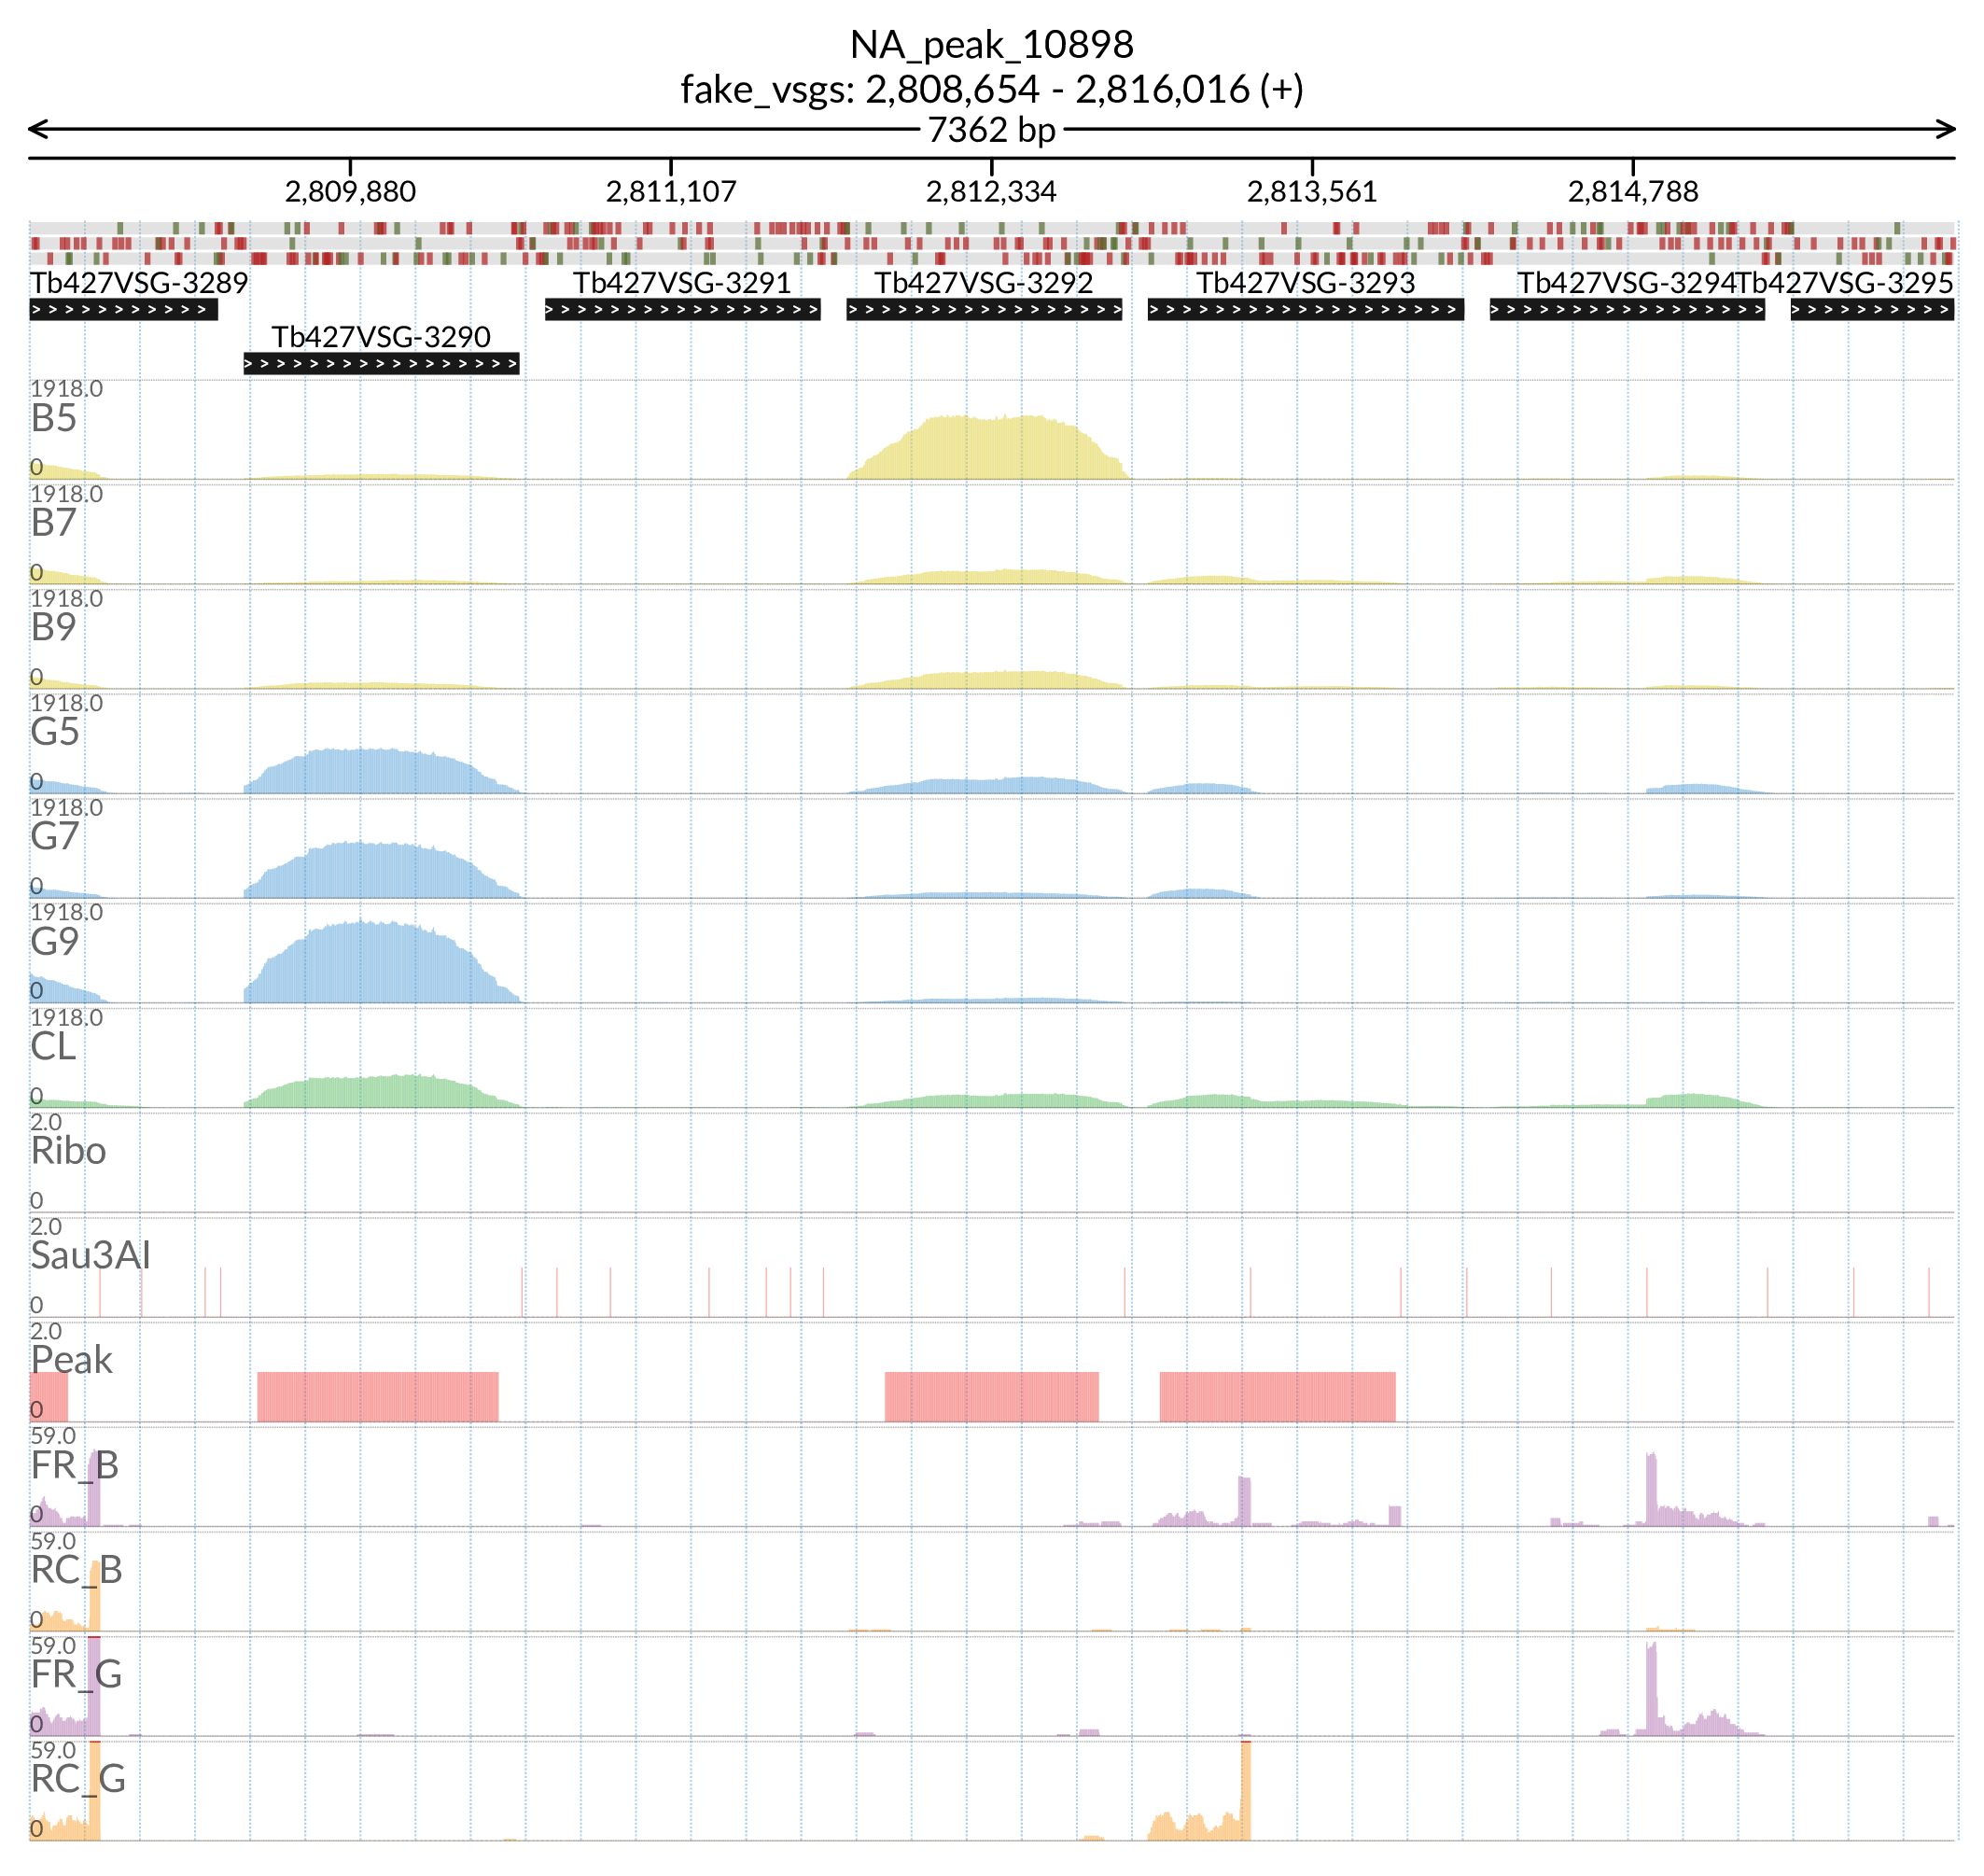 NA_peak_10898
fake_vsgs: 2,808,654 - 2,816,016 (+)
7362 bp
2,809,880 2,811,107 2,812,334 2,813,561 2,814,788
Tb427VSG-3289 Tb427VSG-3291 Tb427VSG-3292 Tb427VSG-3293 Tb427VSG-3294 Tb427VSG-3295
Tb427VSG-3290
1918.0
B5
0
1918.0
B7
0
1918.0
B9
0
1918.0
G5
0
1918.0
G7
0
1918.0
G9
0
1918.0
CL
0
2.0
Ribo
0
2.0
Sau3AI
0
2.0
Peak
0
59.0
FR_B
0
59.0
RC_B
0
59.0
FR_G
0
59.0
RC_G
0